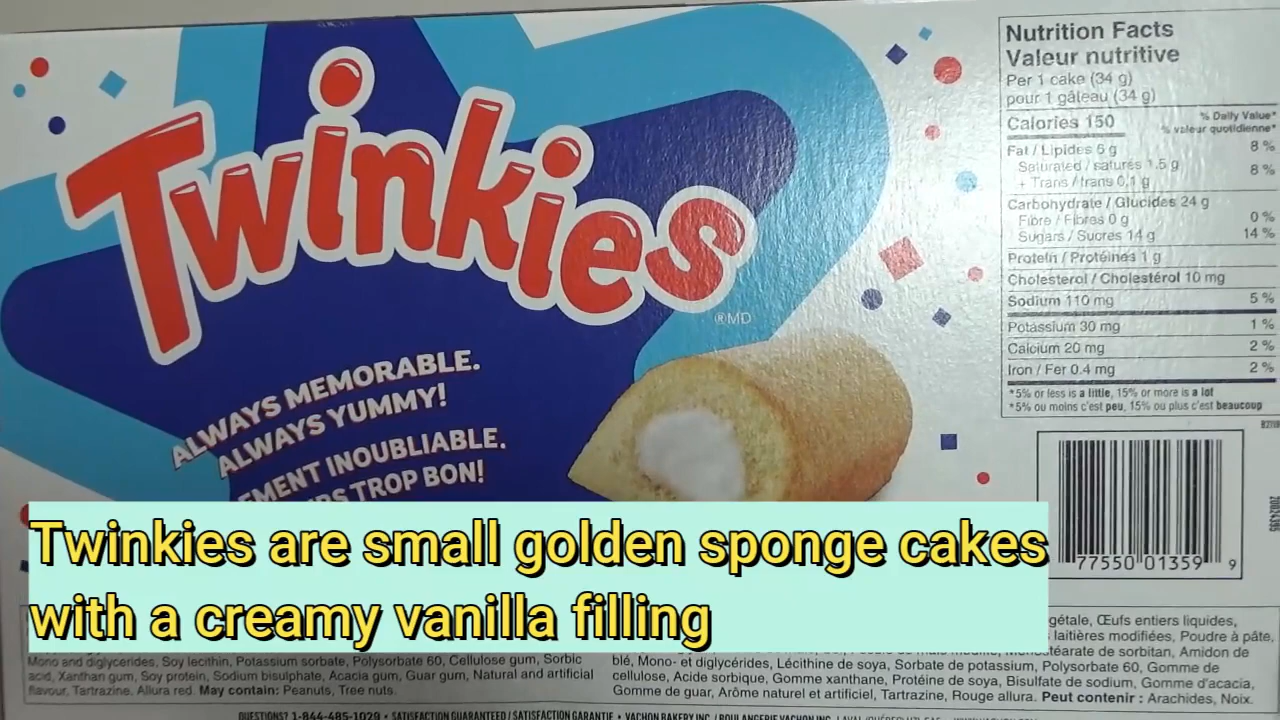 Twinkies
®MD
ALWAYS MEMORABLE.
ALWAYS YUMMY!
EMENT INOUBLIABLE.
RS TROP BON!
Nutrition Facts
Valeur nutritive
Per 1 cake (34 g)
pour 1 gâteau (34 g)
Calories 150
% Daily Value*
% valeur quotidienne*
Fat / Lipides 6 g 8 %
Saturated / saturés 1.5 g
+ Trans / trans 0.1 g
8 %
Carbohydrate / Glucides 24 g
Fibre / Fibres 0 g 0 %
Sugars / Sucres 14 g 14 %
Protein / Protéines 1 g
Cholesterol / Cholestérol 10 mg
Sodium 110 mg 5 %
Potassium 30 mg 1 %
Calcium 20 mg 2 %
Iron / Fer 0.4 mg 2 %
*5% or less is a little, 15% or more is a lot
*5% ou moins c'est peu, 15% ou plus c'est beaucoup
77550 01359 9
Twinkies are small golden sponge cakes
with a creamy vanilla filling
Mono and diglycerides, Soy lecithin, Potassium sorbate, Polysorbate 60, Cellulose gum, Sorbic
acid, Xanthan gum, Soy protein, Sodium bisulphate, Acacia gum, Guar gum, Natural and artificial
flavour, Tartrazine, Allura red. May contain: Peanuts, Tree nuts.
gétale, Œufs entiers liquides,
laitières modifiées, Poudre à pâte,
stéarate de sorbitan, Amidon de
blé, Mono- et diglycérides, Lécithine de soya, Sorbate de potassium, Polysorbate 60, Gomme de
cellulose, Acide sorbique, Gomme xanthane, Protéine de soya, Bisulfate de sodium, Gomme d'acacia,
Gomme de guar, Arôme naturel et artificiel, Tartrazine, Rouge allura. Peut contenir : Arachides, Noix.
QUESTIONS? 1-844-485-1029 • SATISFACTION GUARANTEED / SATISFACTION GARANTIE • VACHON BAKERY INC. / BOULANGERIE VACHON INC.